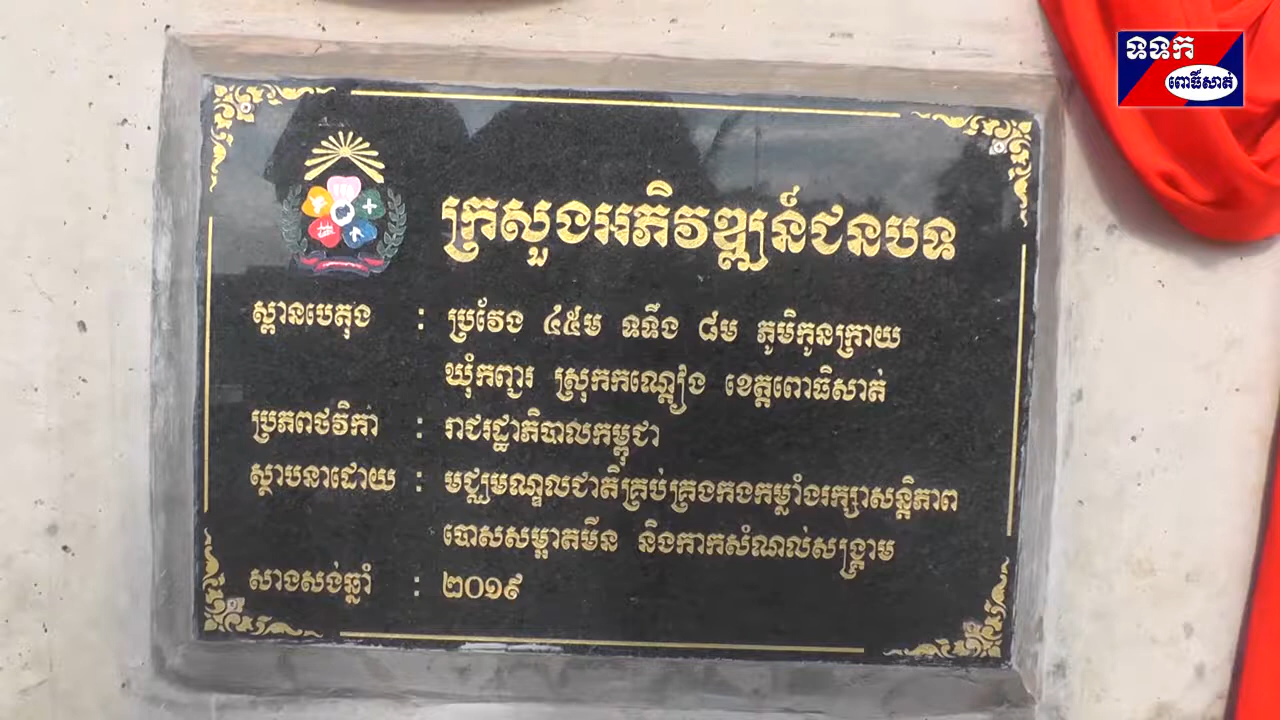 ទទក
ពោធិ៍សាត់
ក្រសួងអភិវឌ្ឍន៍ជនបទ
ស្ពានបេតុង : ប្រវែង ៤៥ម ទទឹង ៨ម ភូមិកូនក្រាយ
ឃុំកញ្ជរ ស្រុកកណ្តៀង ខេត្តពោធិសាត់
ប្រភពថវិកា : រាជរដ្ឋាភិបាលកម្ពុជា
ស្ថាបនាដោយ : មជ្ឈមណ្ឌលជាតិគ្រប់គ្រងកងកម្លាំងរក្សាសន្តិភាព
បោសសម្អាតមីន និងកាកសំណល់សង្គ្រាម
សាងសង់ឆ្នាំ : ២០១៩